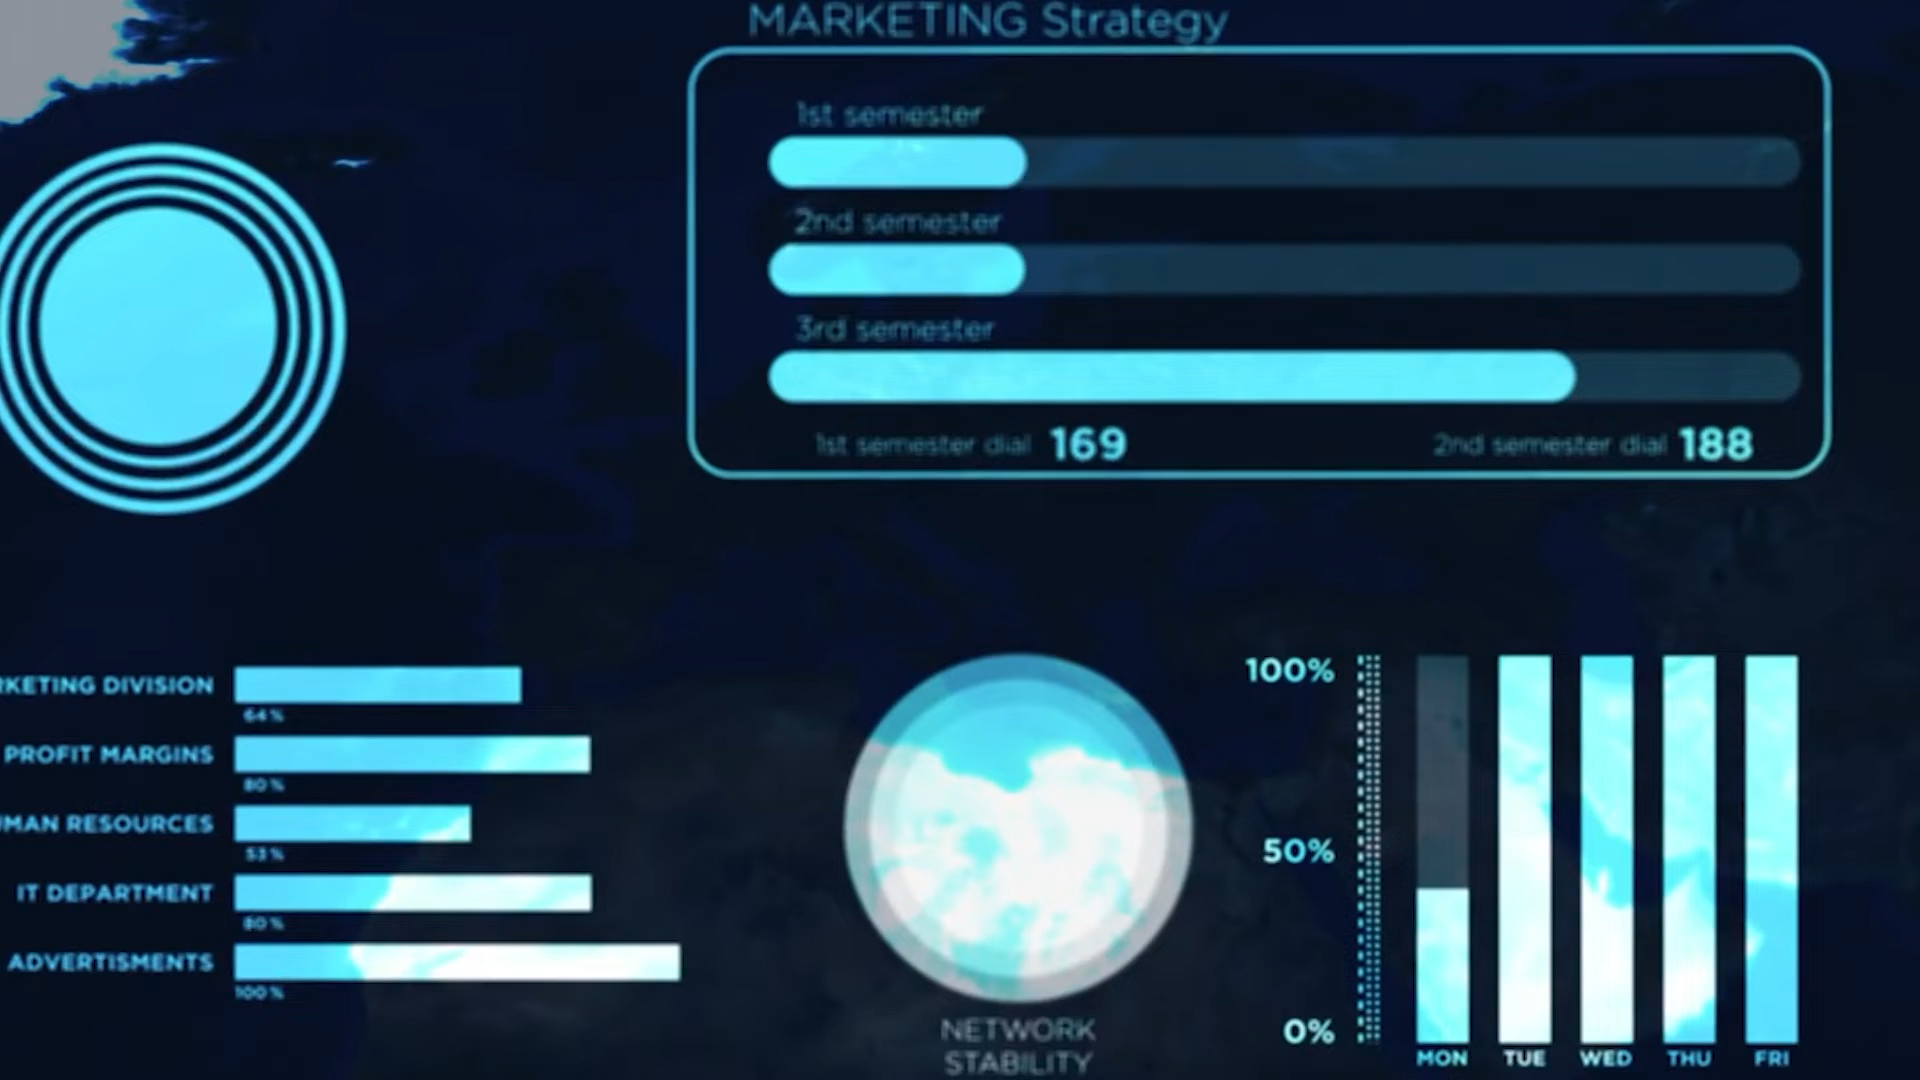 MARKETING Strategy
1st semester
2nd semester
3rd semester
1st semester dial 169
2nd semester dial 188
RKETING DIVISION
64%
PROFIT MARGINS
80%
MAN RESOURCES
53%
IT DEPARTMENT
80%
ADVERTISMENTS
100%
NETWORK
STABILITY
100%
50%
0%
MON TUE WED THU FRI